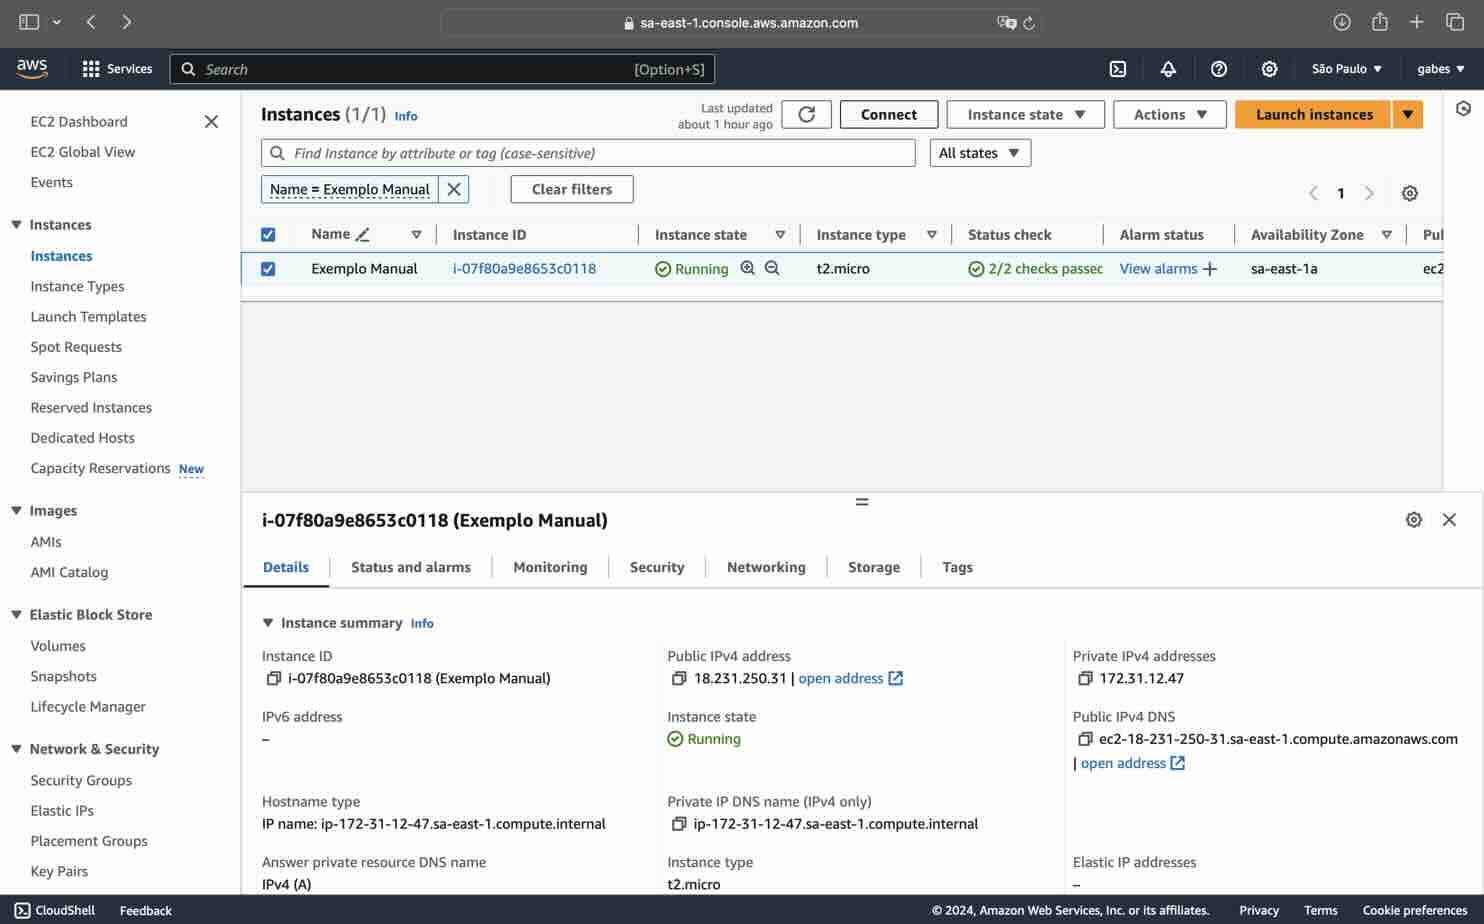 sa-east-1.console.aws.amazon.com
aws
Services
Search
[Option+S]
São Paulo
gabes
EC2 Dashboard
EC2 Global View
Events
Instances
Instances
Instance Types
Launch Templates
Spot Requests
Savings Plans
Reserved Instances
Dedicated Hosts
Capacity Reservations New
Images
AMIs
AMI Catalog
Elastic Block Store
Volumes
Snapshots
Lifecycle Manager
Network & Security
Security Groups
Elastic IPs
Placement Groups
Key Pairs
Instances (1/1) Info
Last updated
about 1 hour ago
Connect
Instance state
Actions
Launch instances
Find Instance by attribute or tag (case-sensitive)
All states
Name = Exemplo Manual
Clear filters
1
Name
Instance ID
Instance state
Instance type
Status check
Alarm status
Availability Zone
Pul
Exemplo Manual
i-07f80a9e8653c0118
Running
t2.micro
2/2 checks passec
View alarms +
sa-east-1a
ec2
i-07f80a9e8653c0118 (Exemplo Manual)
Details
Status and alarms
Monitoring
Security
Networking
Storage
Tags
Instance summary Info
Instance ID
i-07f80a9e8653c0118 (Exemplo Manual)
Public IPv4 address
18.231.250.31 | open address
Private IPv4 addresses
172.31.12.47
IPv6 address
–
Instance state
Running
Public IPv4 DNS
ec2-18-231-250-31.sa-east-1.compute.amazonaws.com
| open address
Hostname type
IP name: ip-172-31-12-47.sa-east-1.compute.internal
Private IP DNS name (IPv4 only)
ip-172-31-12-47.sa-east-1.compute.internal
Answer private resource DNS name
IPv4 (A)
Instance type
t2.micro
Elastic IP addresses
–
CloudShell
Feedback
© 2024, Amazon Web Services, Inc. or its affiliates.
Privacy
Terms
Cookie preferences